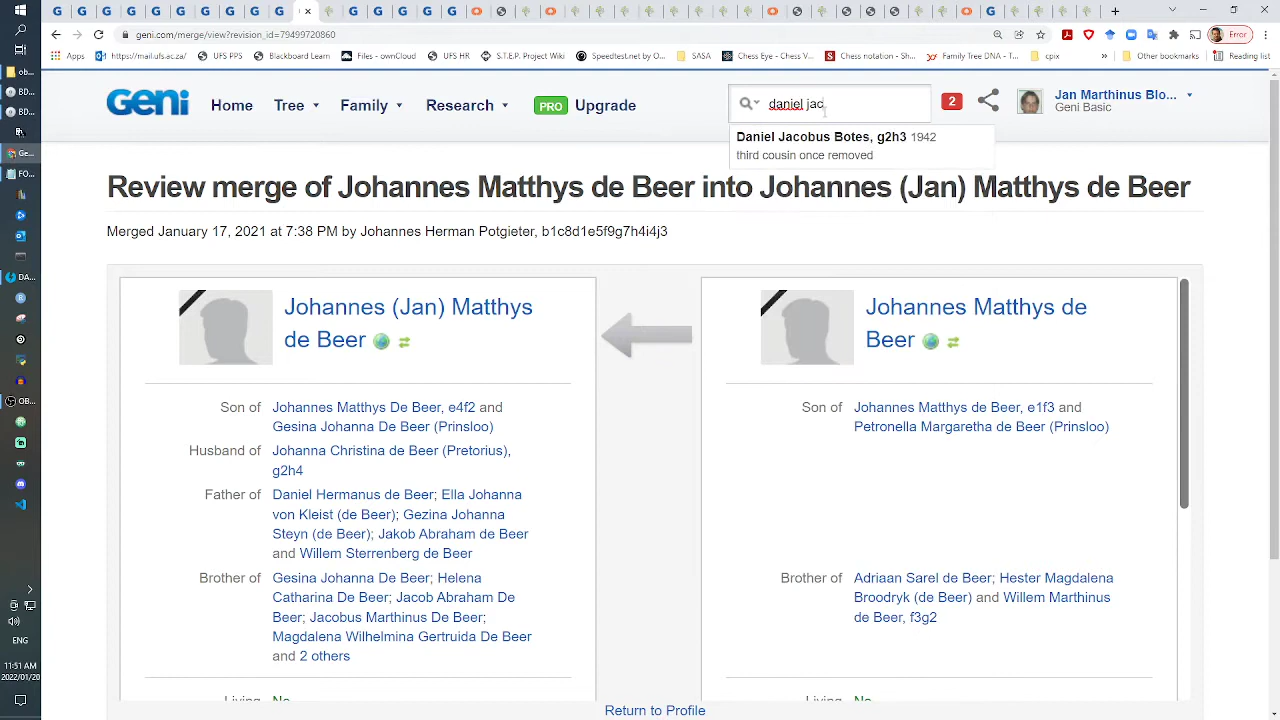 geni.com/merge/view?revision_id=79499720860
Error
Apps
https://mail.ufs.ac.za/
UFS PPS
Blackboard Learn
Files - ownCloud
UFS HR
S.T.E.P. Project Wiki
Speedtest.net by O...
SASA
Chess Eye - Chess V...
Chess notation - Sh...
Family Tree DNA - T...
cpix
»
Other bookmarks
Reading list
Geni
Home
Tree
Family
Research
PRO Upgrade
daniel jac
2
Jan Marthinus Blo...
Geni Basic
Daniel Jacobus Botes, g2h3 1942
third cousin once removed
Review merge of Johannes Matthys de Beer into Johannes (Jan) Matthys de Beer
Merged January 17, 2021 at 7:38 PM by Johannes Herman Potgieter, b1c8d1e5f9g7h4i4j3
Johannes (Jan) Matthys
de Beer
Son of Johannes Matthys De Beer, e4f2 and
Gesina Johanna De Beer (Prinsloo)
Husband of Johanna Christina de Beer (Pretorius),
g2h4
Father of Daniel Hermanus de Beer; Ella Johanna
von Kleist (de Beer); Gezina Johanna
Steyn (de Beer); Jakob Abraham de Beer
and Willem Sterrenberg de Beer
Brother of Gesina Johanna De Beer; Helena
Catharina De Beer; Jacob Abraham De
Beer; Jacobus Marthinus De Beer;
Magdalena Wilhelmina Gertruida De Beer
and 2 others
Living No
Johannes Matthys de
Beer
Son of Johannes Matthys de Beer, e1f3 and
Petronella Margaretha de Beer (Prinsloo)
Brother of Adriaan Sarel de Beer; Hester Magdalena
Broodryk (de Beer) and Willem Marthinus
de Beer, f3g2
Living No
Return to Profile
ob...
Ge...
FO...
DA...
OB...
ENG
11:51 AM
2022/01/20